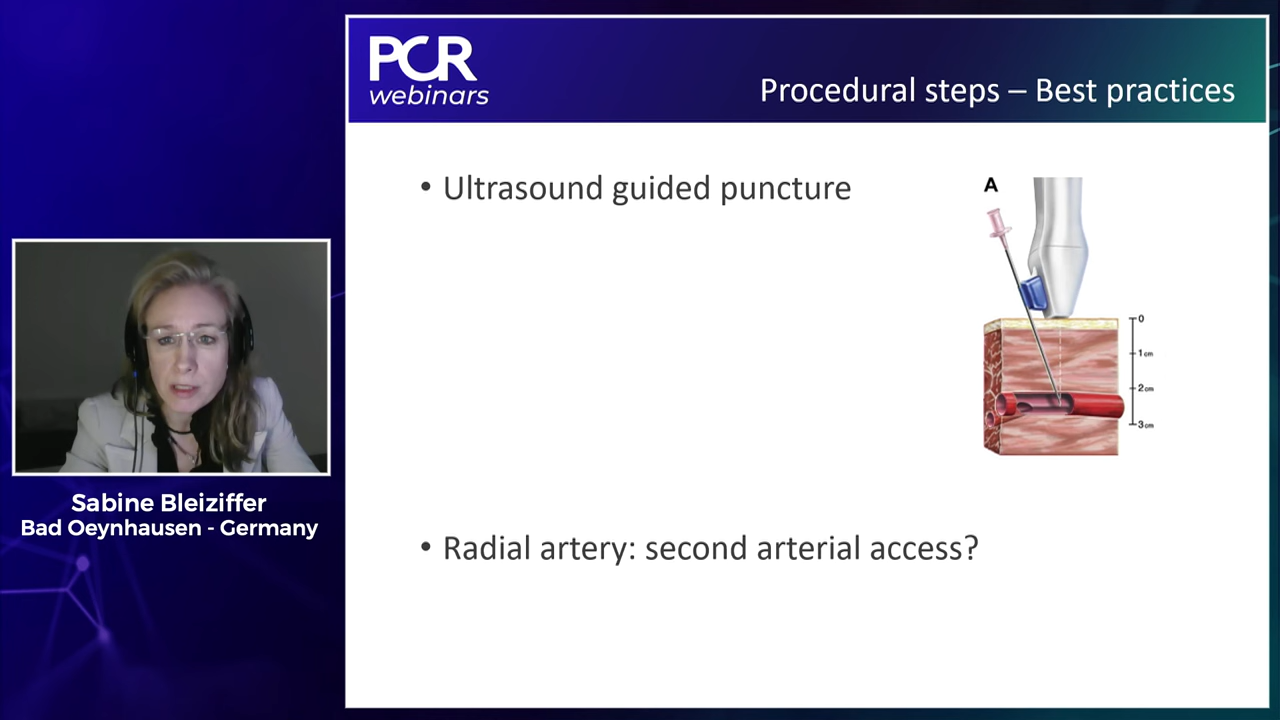 PCR
webinars
Procedural steps – Best practices
• Ultrasound guided puncture
A
0
1 cm
2 cm
3 cm
Sabine Bleiziffer
Bad Oeynhausen - Germany
• Radial artery: second arterial access?